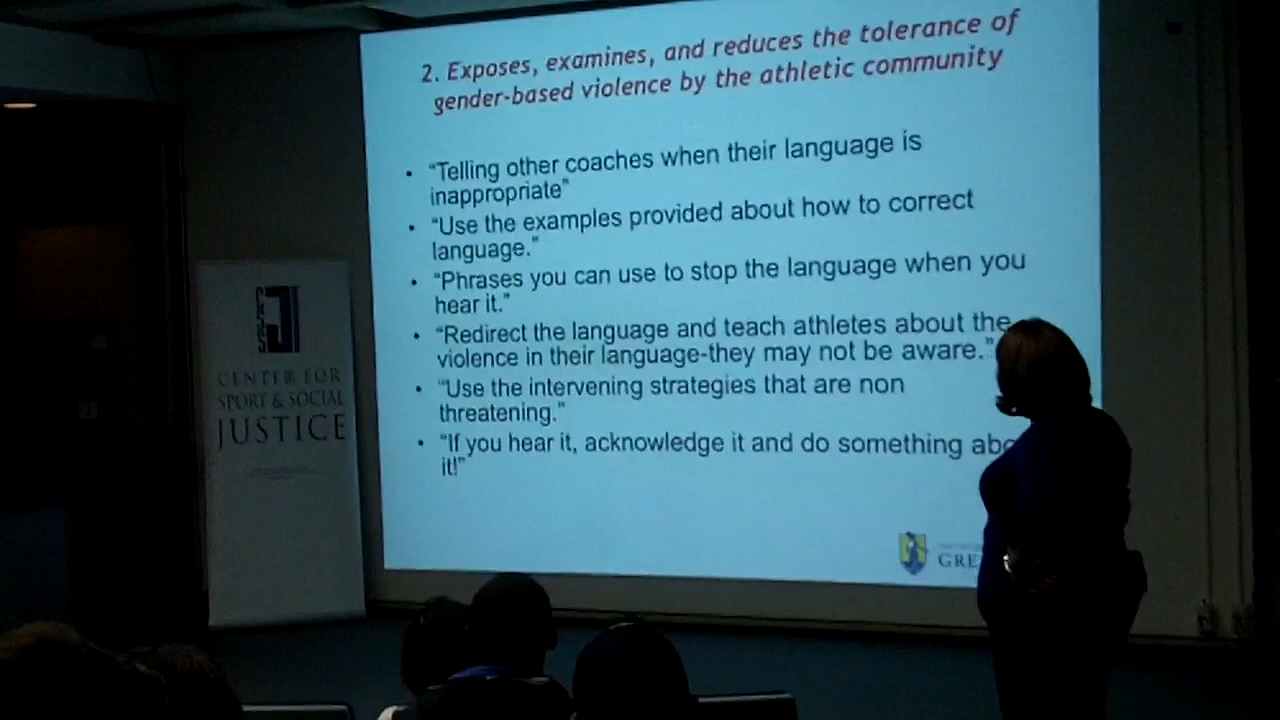 2. Exposes, examines, and reduces the tolerance of
gender-based violence by the athletic community
• “Telling other coaches when their language is
inappropriate”
• “Use the examples provided about how to correct
language.”
• “Phrases you can use to stop the language when you
hear it.”
• “Redirect the language and teach athletes about the
violence in their language-they may not be aware.”
• “Use the intervening strategies that are non
threatening.”
• “If you hear it, acknowledge it and do something abo
it!”
GRE
CENTER FOR
SPORT & SOCIAL
JUSTICE